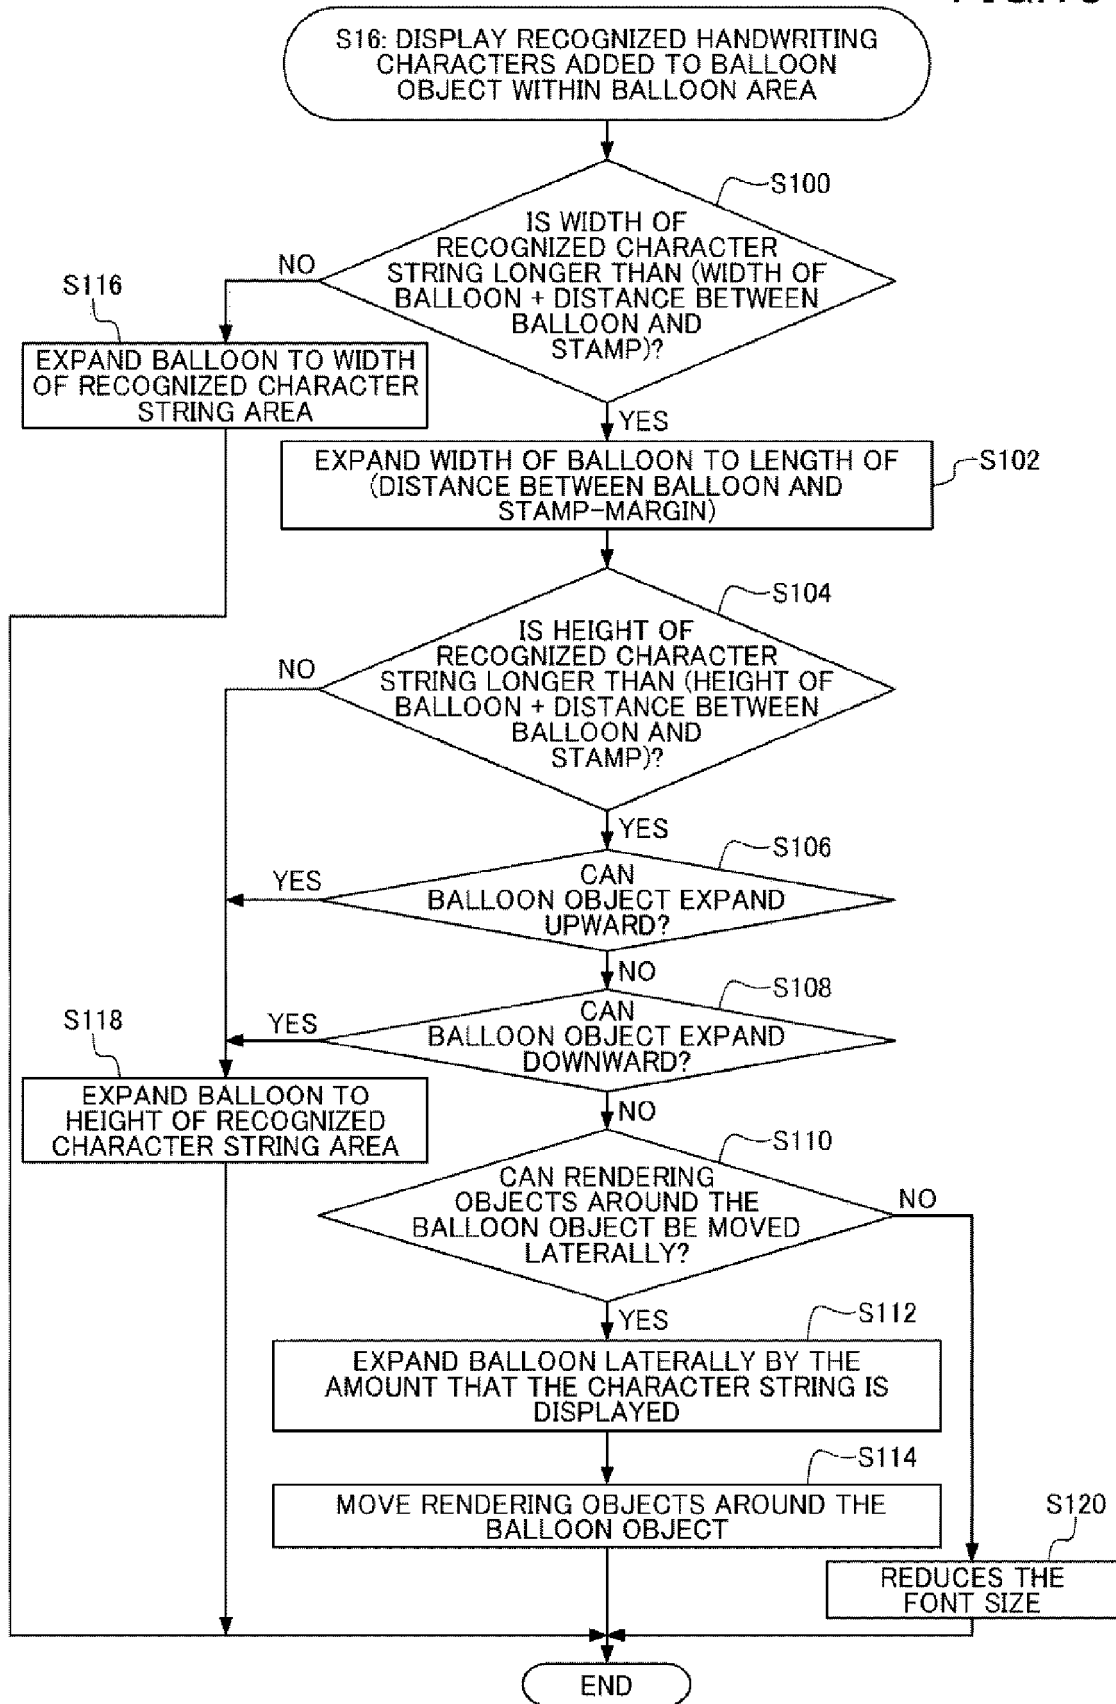 S16: DISPLAY RECOGNIZED HANDWRITING
CHARACTERS ADDED TO BALLOON
OBJECT WITHIN BALLOON AREA
S100
IS WIDTH OF
RECOGNIZED CHARACTER
STRING LONGER THAN (WIDTH OF
BALLOON + DISTANCE BETWEEN
BALLOON AND
STAMP)?
NO
S116
EXPAND BALLOON TO WIDTH
OF RECOGNIZED CHARACTER
STRING AREA
YES
S102
EXPAND WIDTH OF BALLOON TO LENGTH OF
(DISTANCE BETWEEN BALLOON AND
STAMP-MARGIN)
S104
IS HEIGHT OF
RECOGNIZED CHARACTER
STRING LONGER THAN (HEIGHT OF
BALLOON + DISTANCE BETWEEN
BALLOON AND
STAMP)?
NO
YES
S106
CAN
BALLOON OBJECT EXPAND
UPWARD?
YES
NO
S108
CAN
BALLOON OBJECT EXPAND
DOWNWARD?
YES
S118
EXPAND BALLOON TO
HEIGHT OF RECOGNIZED
CHARACTER STRING AREA
NO
S110
CAN RENDERING
OBJECTS AROUND THE
BALLOON OBJECT BE MOVED
LATERALLY?
NO
YES
S112
EXPAND BALLOON LATERALLY BY THE
AMOUNT THAT THE CHARACTER STRING IS
DISPLAYED
S114
MOVE RENDERING OBJECTS AROUND THE
BALLOON OBJECT
S120
REDUCES THE
FONT SIZE
END